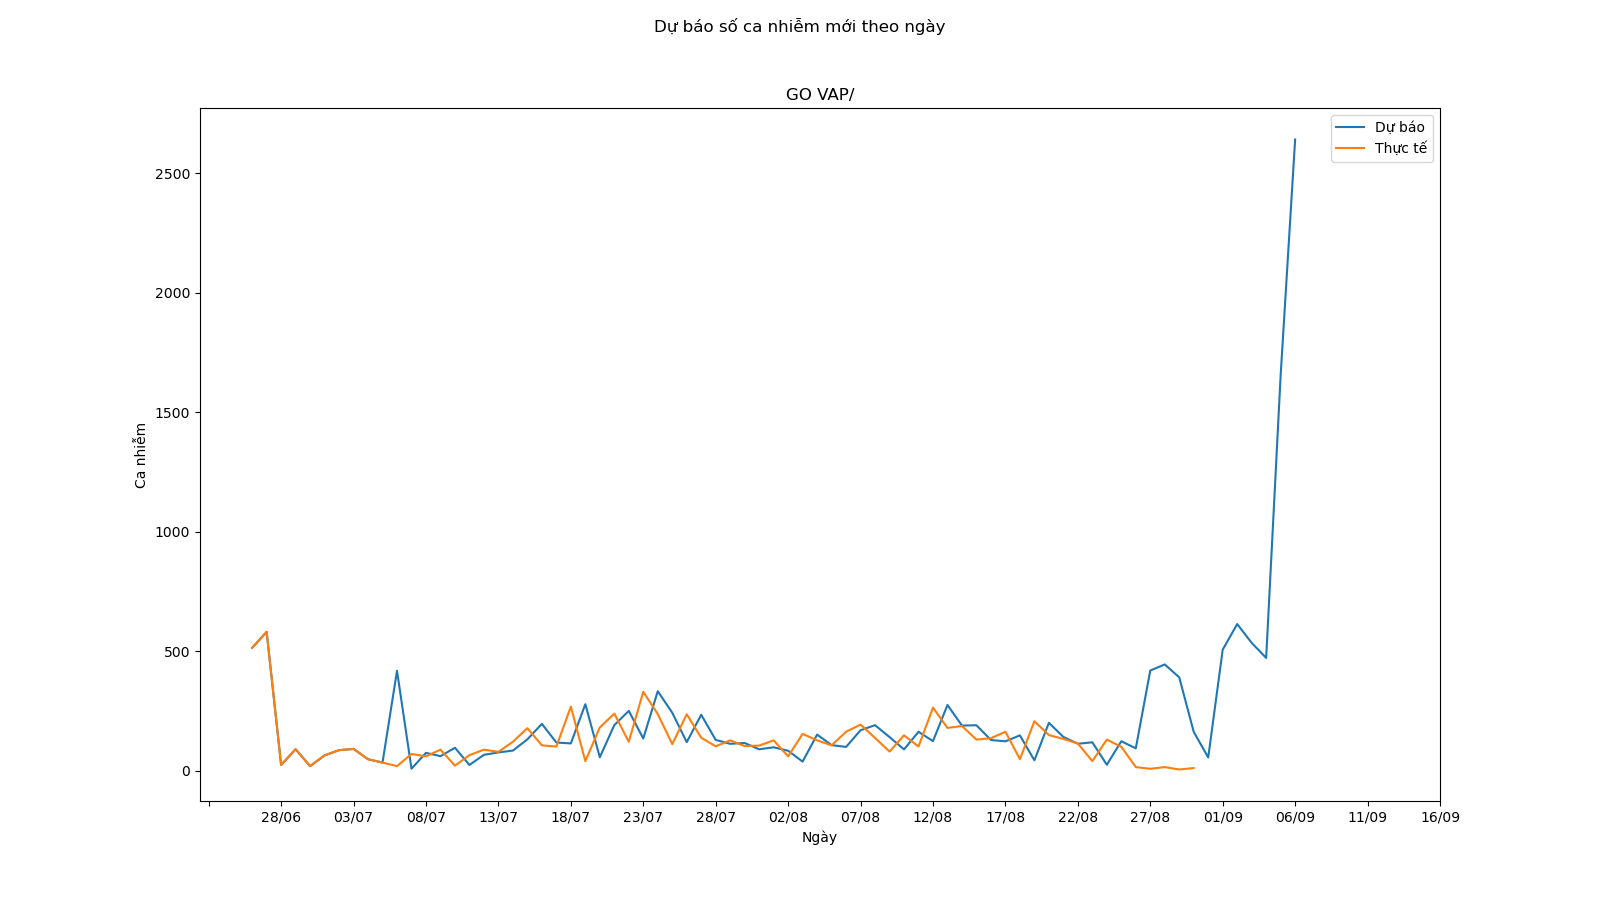 Dự báo số ca nhiễm mới theo ngày
GO VAP/
Dự báo
Thực tế
2500
2000
1500
1000
500
0
Ca nhiễm
28/06 03/07 08/07 13/07 18/07 23/07 28/07 02/08 07/08 12/08 17/08 22/08 27/08 01/09 06/09 11/09 16/09
Ngày